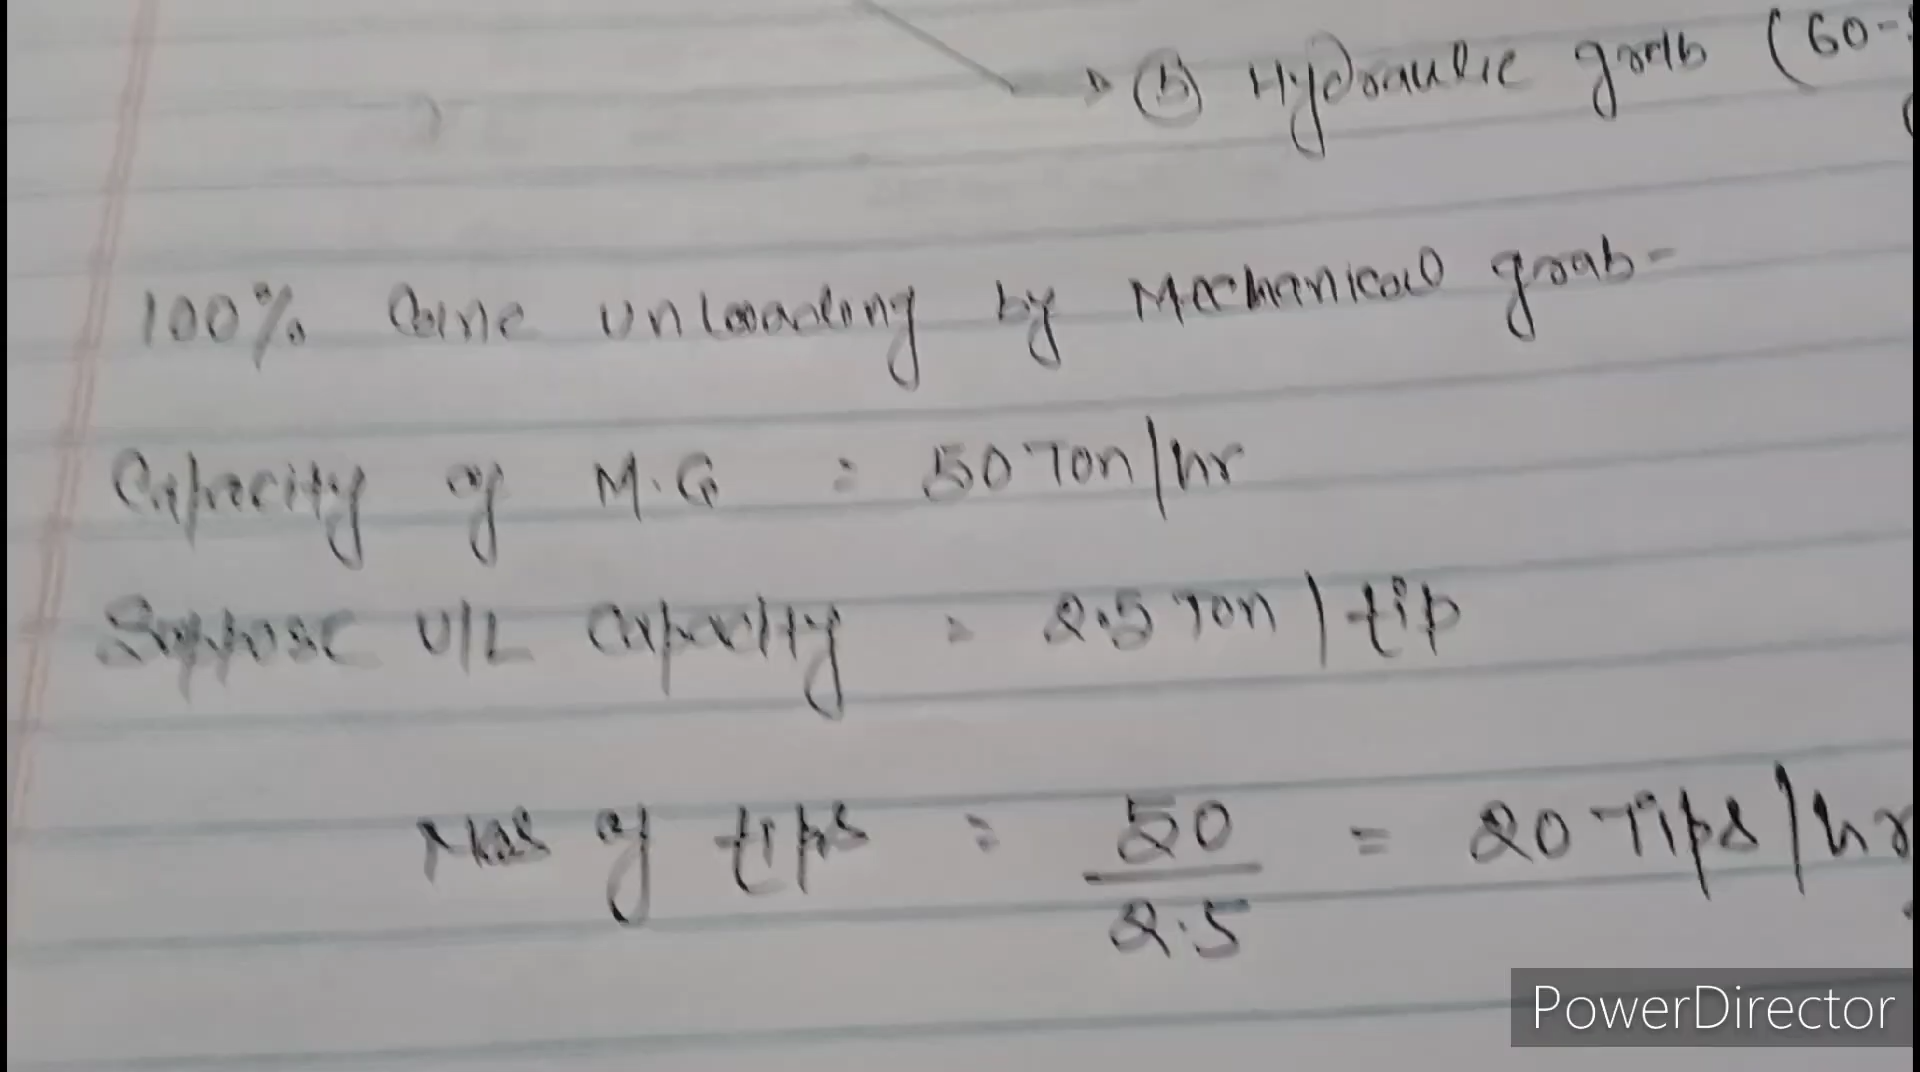 (b) Hydraulic grab (60-
100% Cane unloading by Mechanical grab-
Capacity of M.G = 50 Ton/hr
Suppose U/L Capacity = 2.5 Ton / tip
Nos of tips = 50/2.5 = 20 Tips/hr
PowerDirector